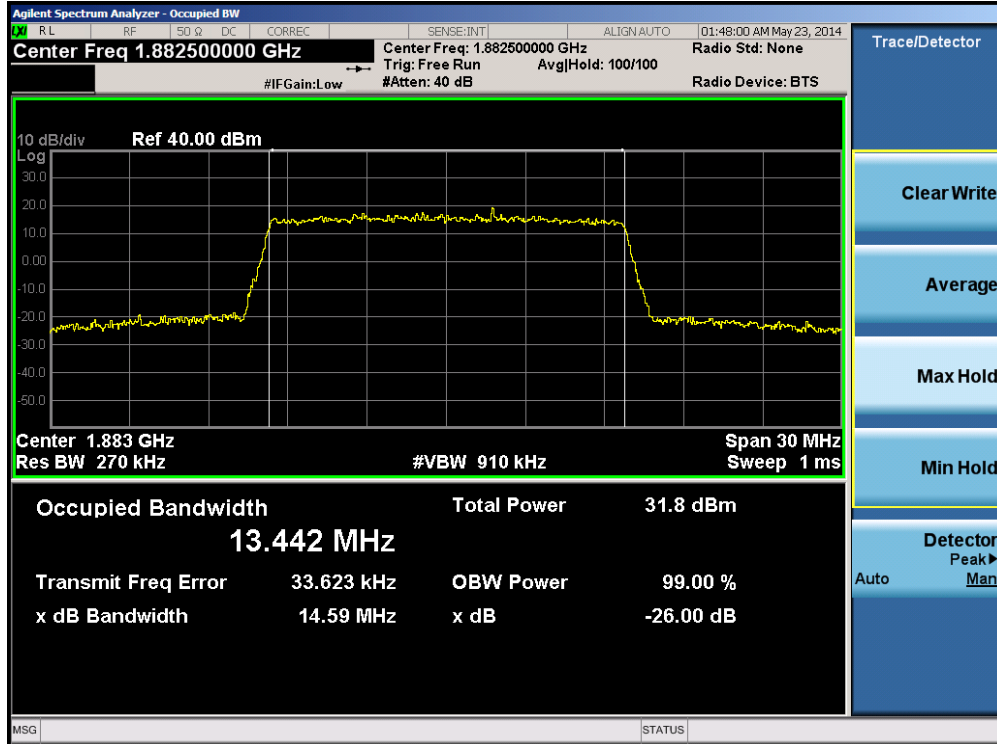 Agilent Spectrum Analyzer - Occupied BW
LXI RL RF 50 Ω DC CORREC SENSE:INT ALIGN AUTO 01:48:00 AM May 23, 2014
Center Freq 1.882500000 GHz
Center Freq: 1.882500000 GHz
Radio Std: None
Trig: Free Run
Avg|Hold: 100/100
#IFGain:Low
#Atten: 40 dB
Radio Device: BTS
10 dB/div
Ref 40.00 dBm
Log
30.0
20.0
10.0
0.00
-10.0
-20.0
-30.0
-40.0
-50.0
Center 1.883 GHz
Span 30 MHz
Res BW 270 kHz
#VBW 910 kHz
Sweep 1 ms
Occupied Bandwidth
Total Power 31.8 dBm
13.442 MHz
Transmit Freq Error 33.623 kHz
OBW Power 99.00 %
x dB Bandwidth 14.59 MHz
x dB -26.00 dB
MSG
STATUS
Trace/Detector
Clear Write
Average
Max Hold
Min Hold
Detector
Peak▶
Auto Man